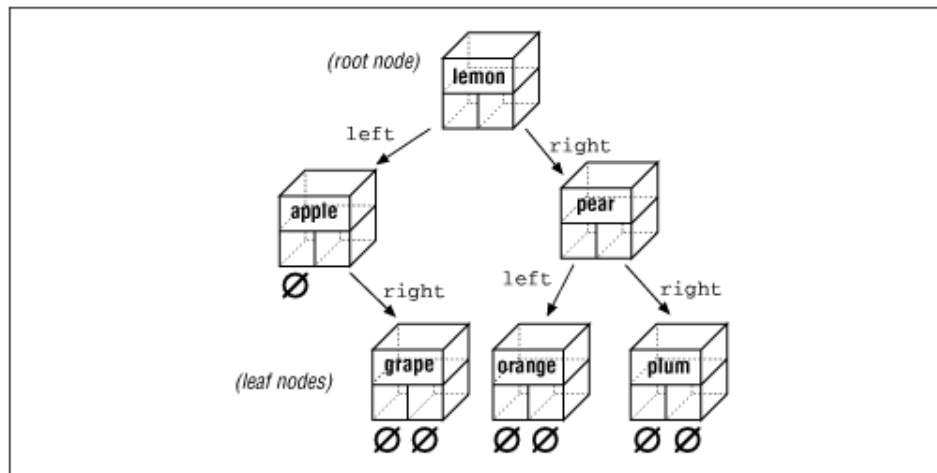 (root node)
lemon
left
right
apple
pear
Ø
right
left
right
grape
orange
plum
(leaf nodes)
Ø Ø
Ø Ø
Ø Ø